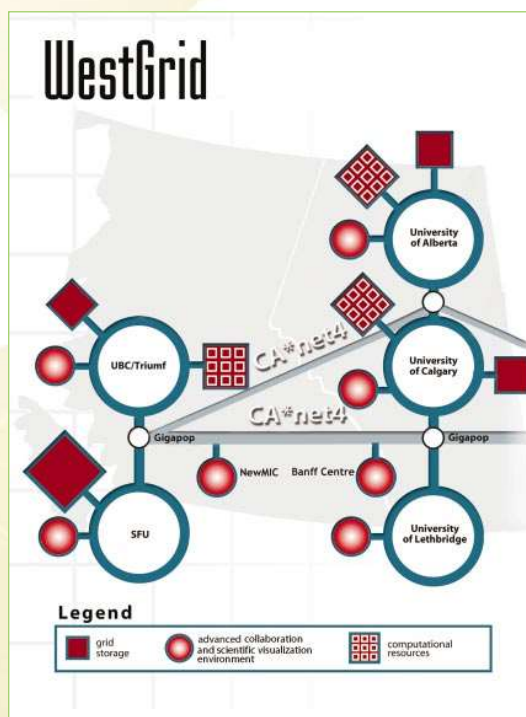 WestGrid
University
of Alberta
CA*net4
UBC/Triumf
University
of Calgary
CA*net4
Gigapop
Gigapop
NewMIC
Banff Centre
SFU
University
of Lethbridge
Legend
grid
storage
advanced collaboration
and scientific visualization
environment
computational
resources